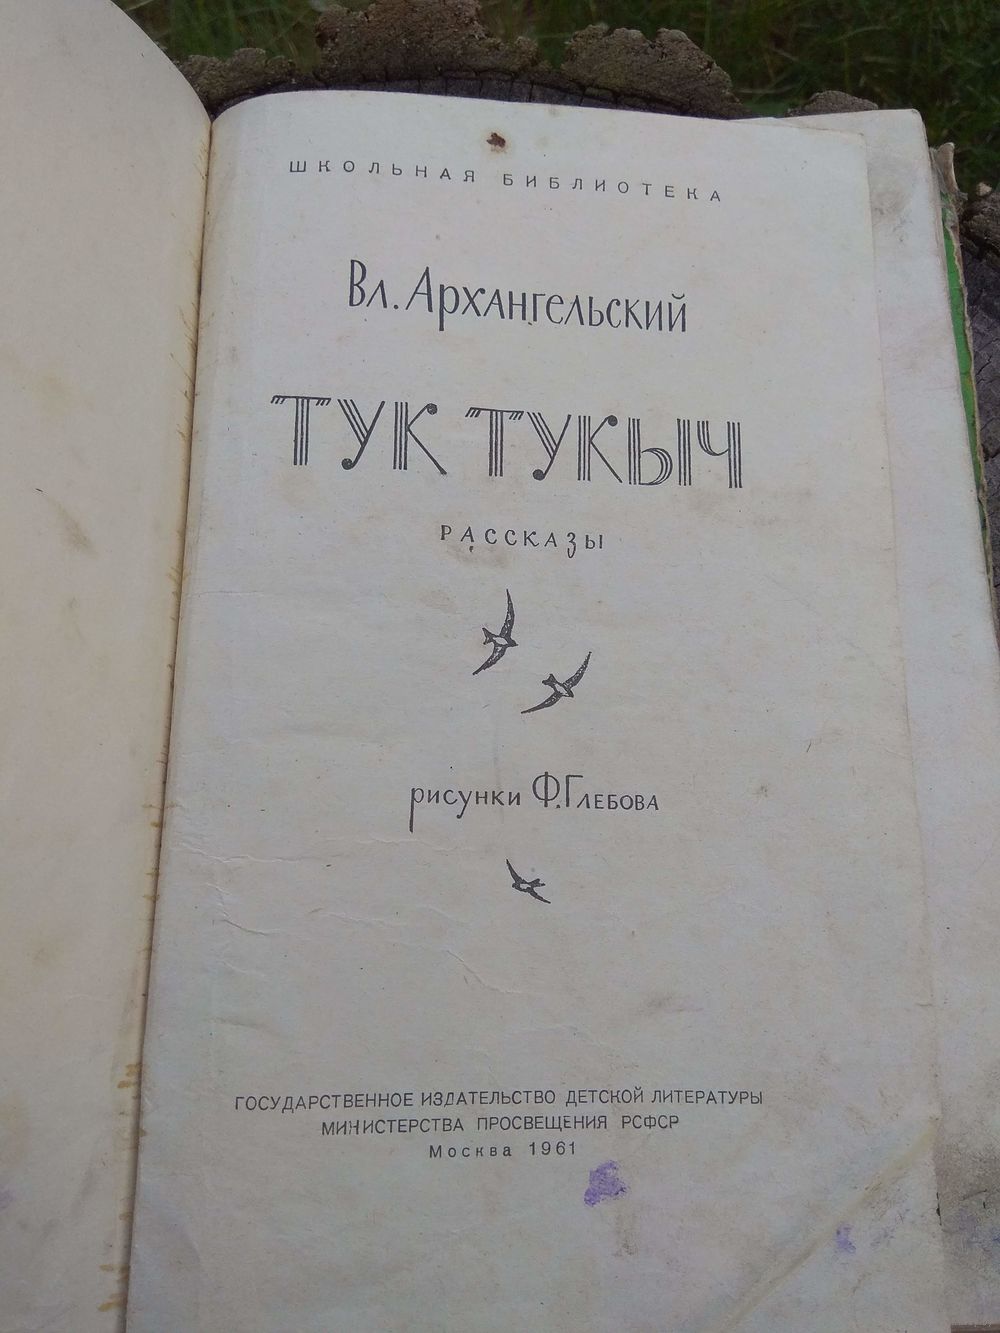 ШКОЛЬНАЯ БИБЛИОТЕКА
Вл. Архангельский
ТУК ТУКЫЧ
РАССКАЗЫ
рисунки Ф. Глебова
ГОСУДАРСТВЕННОЕ ИЗДАТЕЛЬСТВО ДЕТСКОЙ ЛИТЕРАТУРЫ
МИНИСТЕРСТВА ПРОСВЕЩЕНИЯ РСФСР
Москва 1961